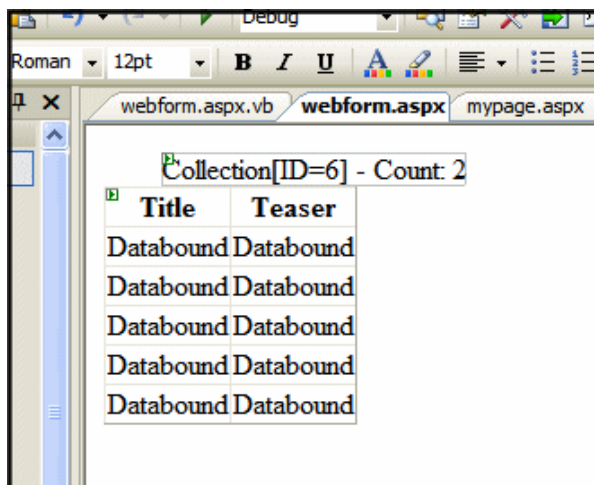 Debug
Roman 12pt B I U A
webform.aspx.vb webform.aspx mypage.aspx
Collection[ID=6] - Count: 2
Title Teaser
Databound Databound
Databound Databound
Databound Databound
Databound Databound
Databound Databound